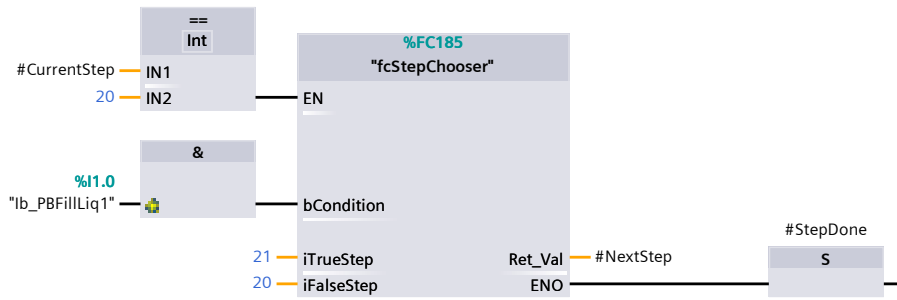 ==
Int
%FC185
"fcStepChooser"
#CurrentStep
IN1
20
IN2
EN
&
%I1.0
"Ib_PBFillLiq1"
bCondition
#StepDone
21
iTrueStep
Ret_Val
#NextStep
S
20
iFalseStep
ENO